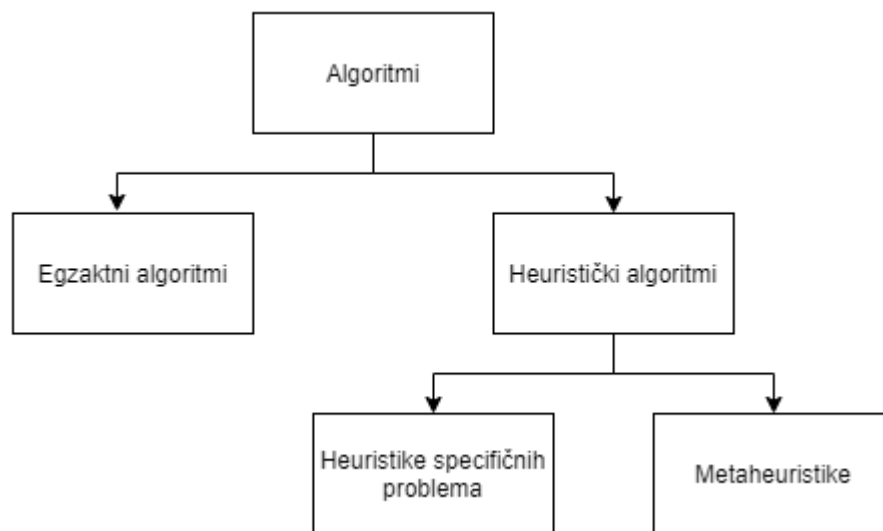 Algoritmi
Egzaktni algoritmi
Heuristički algoritmi
Heuristike specifičnih
problema
Metaheuristike